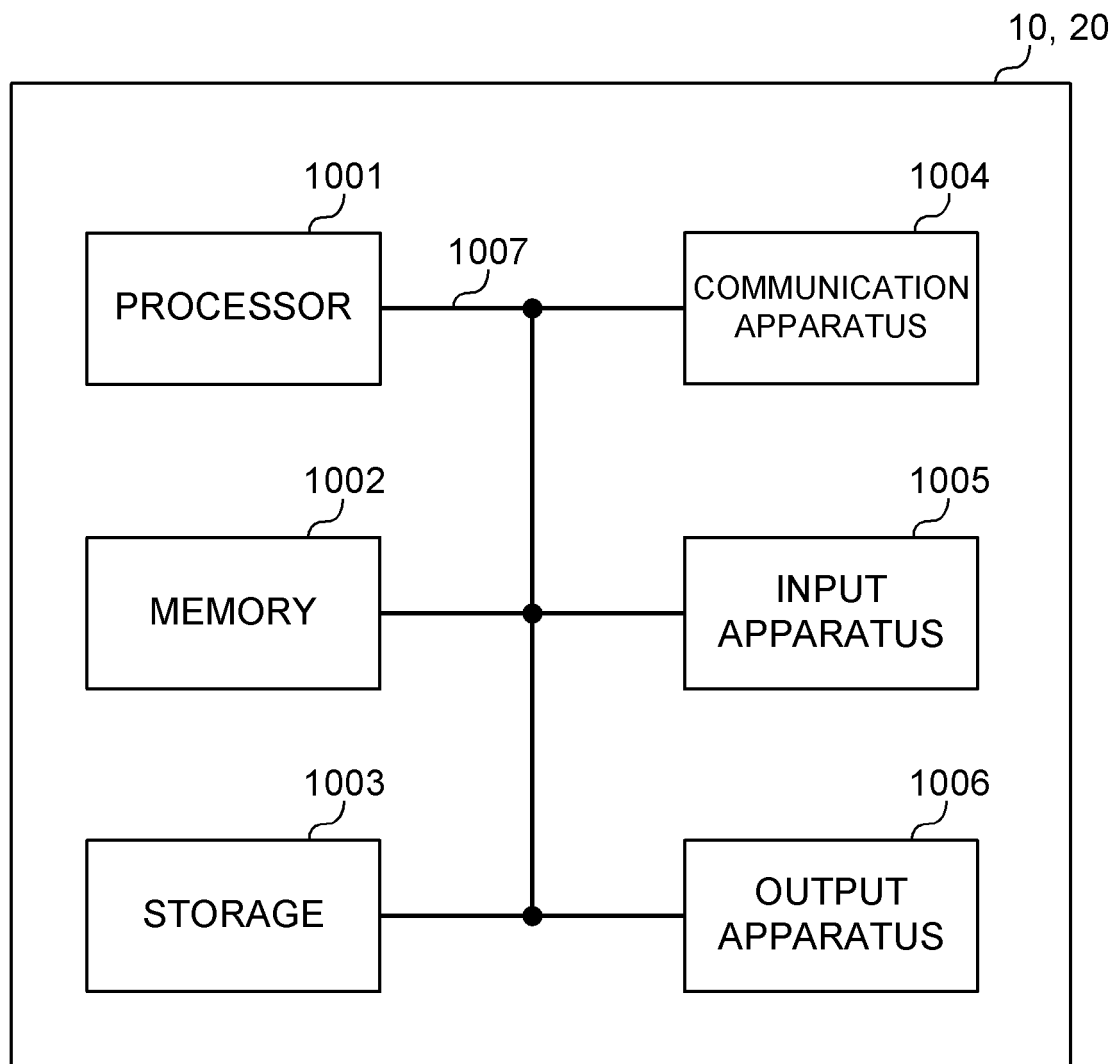 10, 20
1001
1004
1007
PROCESSOR
COMMUNICATION
APPARATUS
1002
1005
MEMORY
INPUT
APPARATUS
1003
1006
STORAGE
OUTPUT
APPARATUS